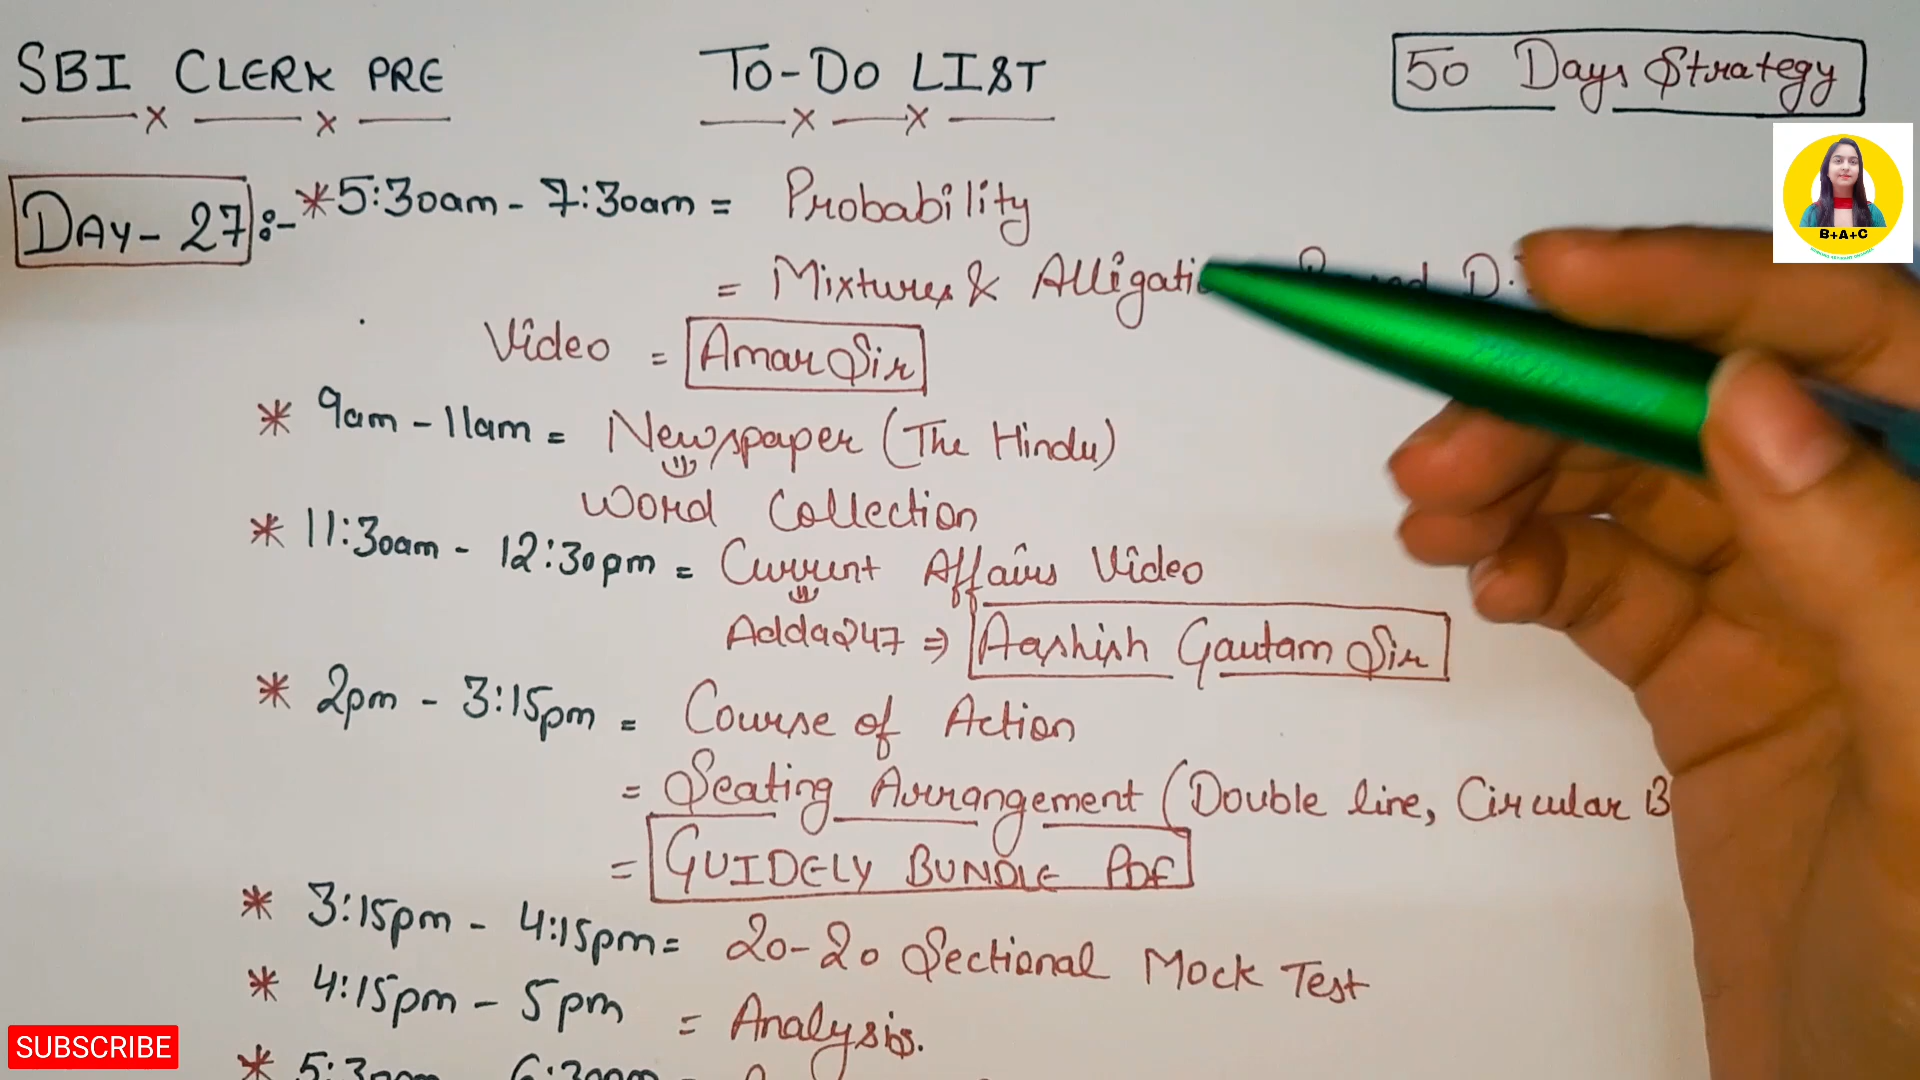 SBI CLERK PRE TO-DO LIST 50 Days Strategy
DAY-27:- *5:30am - 7:30am = Probability
= Mixtures & D.
Video = Amar Sir
* 9am - 11am = Newspaper (The Hindu)
Word Collection
* 11:30am - 12:30pm = Current Affairs Video
Adda247 ⇒ Aashish Gautam Sir
* 2pm - 3:15pm = Course of Action
= Seating Arrangement (Double line, Circular B
= GUIDELY BUNDLE PDF
* 3:15pm - 4:15pm = 20-20 Sectional Mock Test
* 4:15pm - 5pm = Analysis.
B+A+C
SUBSCRIBE